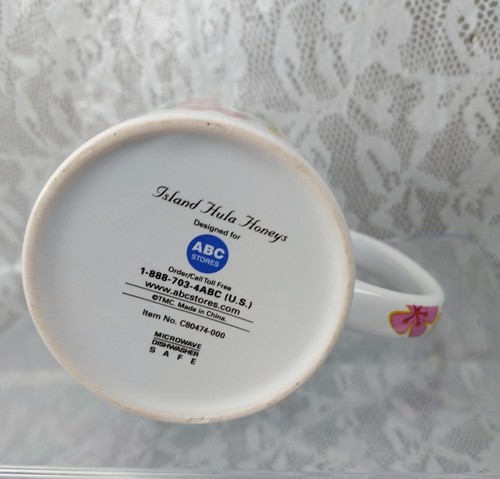 Island Hula Honeys
Designed for
ABC
STORES
Order/Call Toll Free
1-888-703-4ABC (U.S.)
www.abcstores.com
©TMC. Made in China.
Item No. CB0474-000
MICROWAVE
DISHWASHER
SAFE